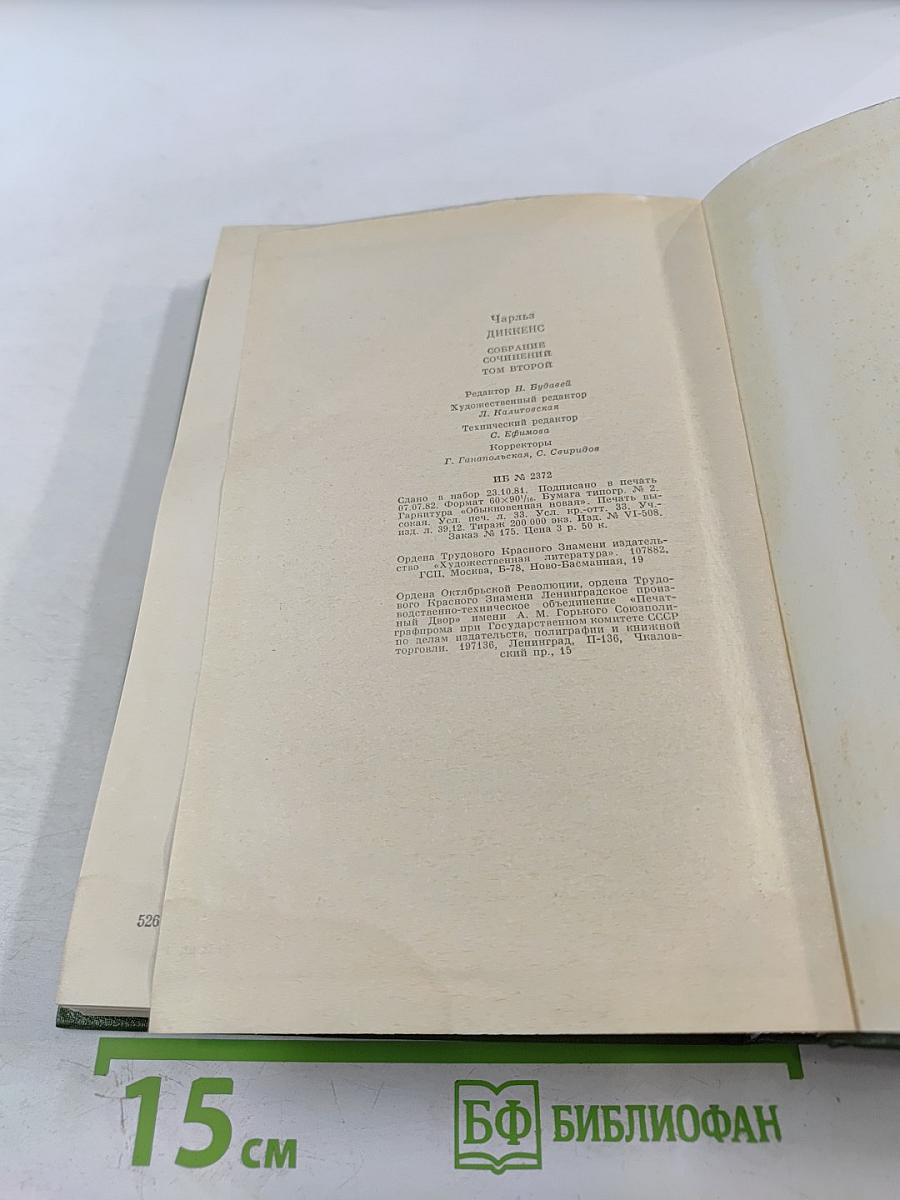 Чарльз
ДИККЕНС
СОБРАНИЕ
СОЧИНЕНИЙ
ТОМ ВТОРОЙ
Редактор Н. Будавей
Художественный редактор
Л. Калитовская
Технический редактор
С. Ефимова
Корректоры
Г. Ганапольская, С. Свиридов
ИБ № 2372
Сдано в набор 23.10.81. Подписано в печать
07.07.82. Формат 60×90¹/₁₆. Бумага типогр. № 2.
Гарнитура «Обыкновенная новая». Печать вы-
сокая. Усл. печ. л. 33. Усл. кр.-отт. 33. Уч.-
изд. л. 39,12. Тираж 200 000 экз. Изд. № VI-508.
Заказ № 175. Цена 3 р. 50 к.
Ордена Трудового Красного Знамени издатель-
ство «Художественная литература». 107882,
ГСП, Москва, Б-78, Ново-Басманная, 19
Ордена Октябрьской Революции, ордена Трудо-
вого Красного Знамени Ленинградское произ-
водственно-техническое объединение «Печат-
ный Двор» имени А. М. Горького Союзполи-
графпрома при Государственном комитете СССР
по делам издательств, полиграфии и книжной
торговли. 197136, Ленинград, П-136, Чкалов-
ский пр., 15
526
15 см
БФ БИБЛИОФАН